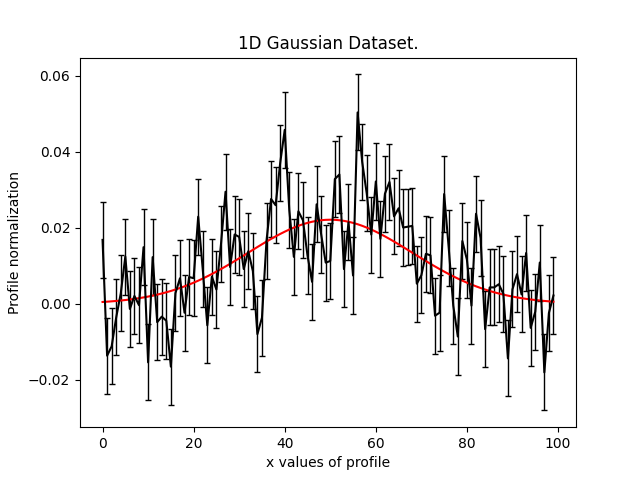 1D Gaussian Dataset.
Profile normalization
0.06
0.04
0.02
0.00
−0.02
0 20 40 60 80 100
x values of profile